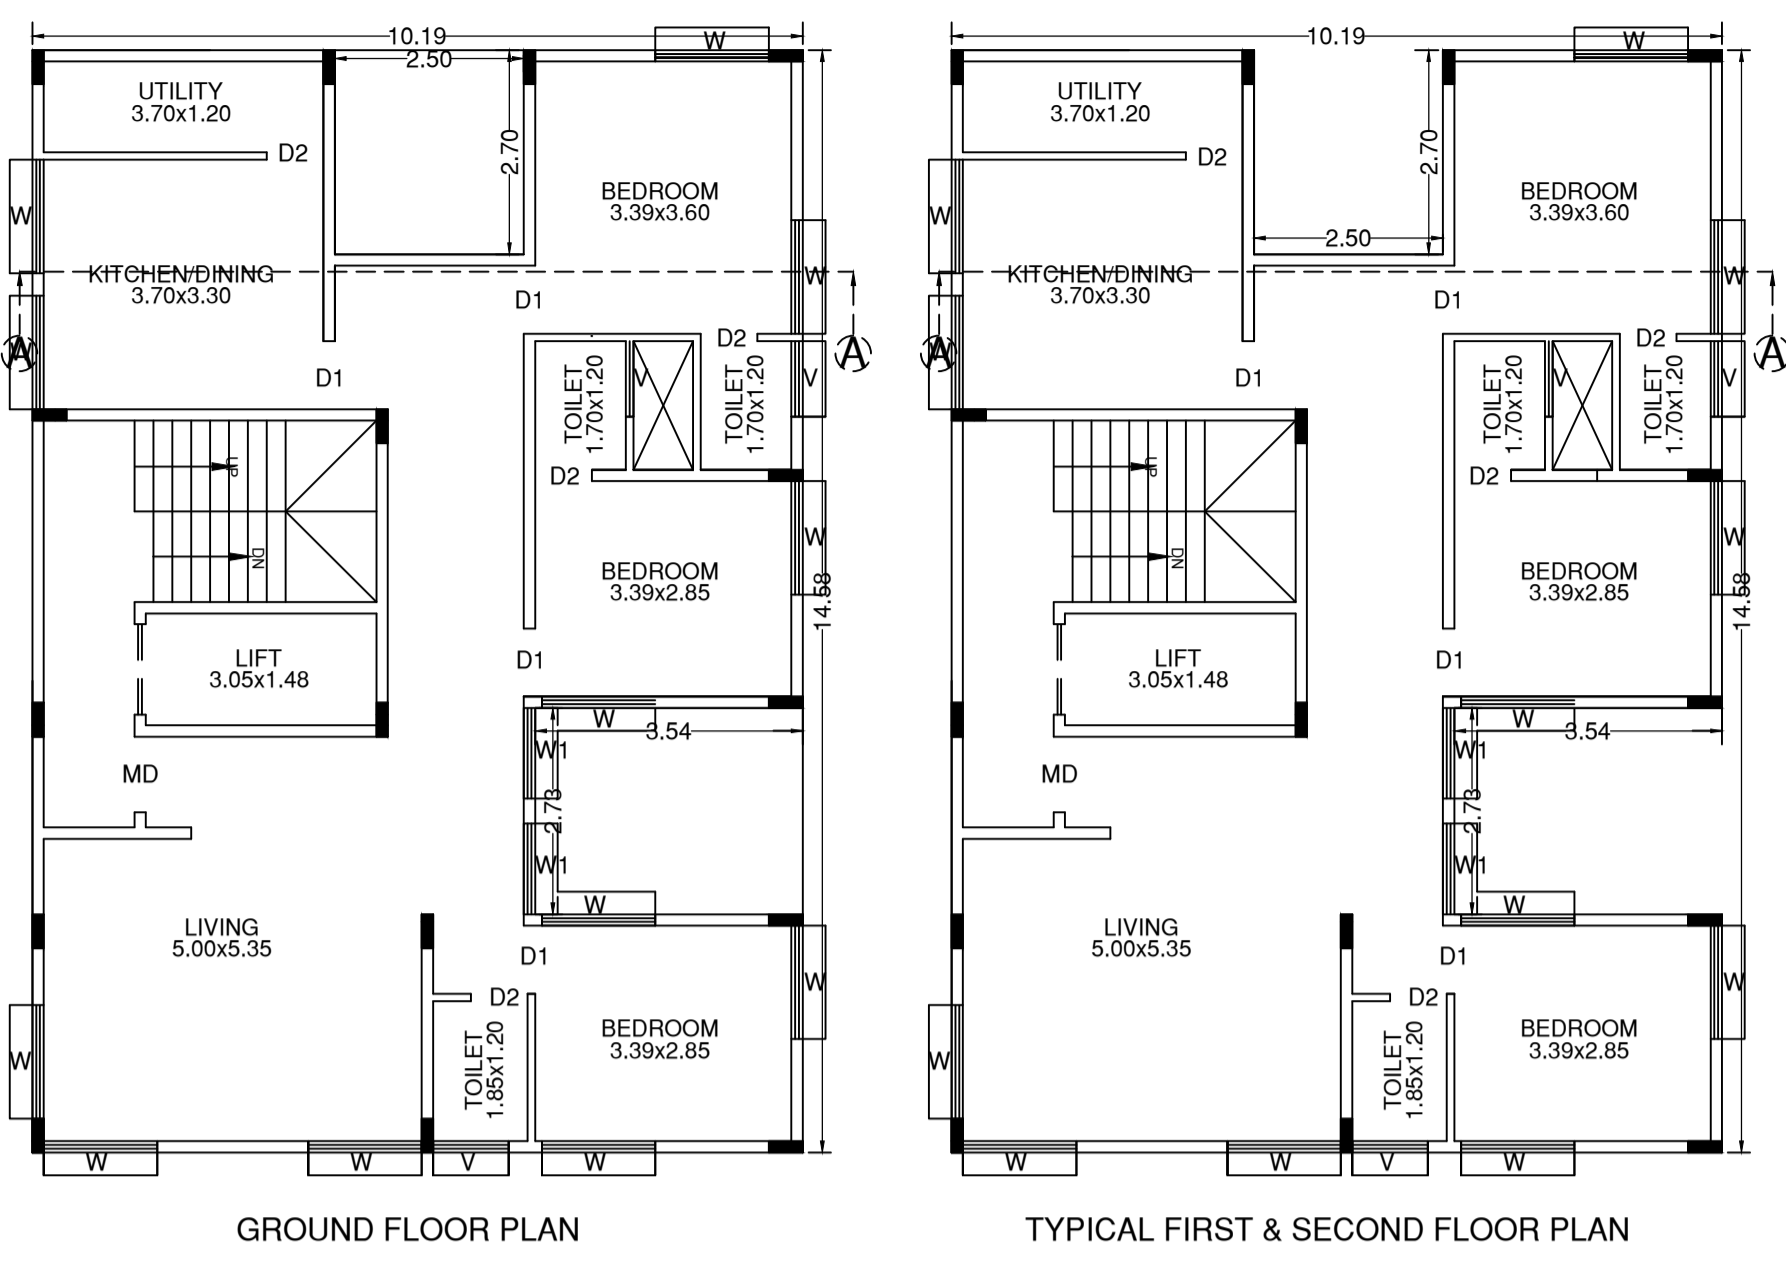 10.19
W
2.50
UTILITY
3.70x1.20
2.70
D2
W
BEDROOM
3.39x3.60
KITCHEN/DINING
3.70x3.30
W
D1
A
W
A
D2
D1
TOILET
1.70x1.20
V
TOILET
1.70x1.20
V
UP
D2
DN
W
BEDROOM
3.39x2.85
14.58
LIFT
3.05x1.48
D1
W
3.54
W1
MD
2.73
W1
W
LIVING
5.00x5.35
D1
W
D2
BEDROOM
3.39x2.85
TOILET
1.85x1.20
W
W
W
V
W
GROUND FLOOR PLAN
10.19
W
UTILITY
3.70x1.20
2.70
D2
W
BEDROOM
3.39x3.60
2.50
KITCHEN/DINING
3.70x3.30
W
D1
A
W
A
D2
D1
TOILET
1.70x1.20
V
TOILET
1.70x1.20
V
UP
D2
DN
W
BEDROOM
3.39x2.85
14.58
LIFT
3.05x1.48
D1
W
3.54
W1
MD
2.73
W1
W
LIVING
5.00x5.35
D1
W
D2
BEDROOM
3.39x2.85
TOILET
1.85x1.20
W
W
W
V
W
TYPICAL FIRST & SECOND FLOOR PLAN